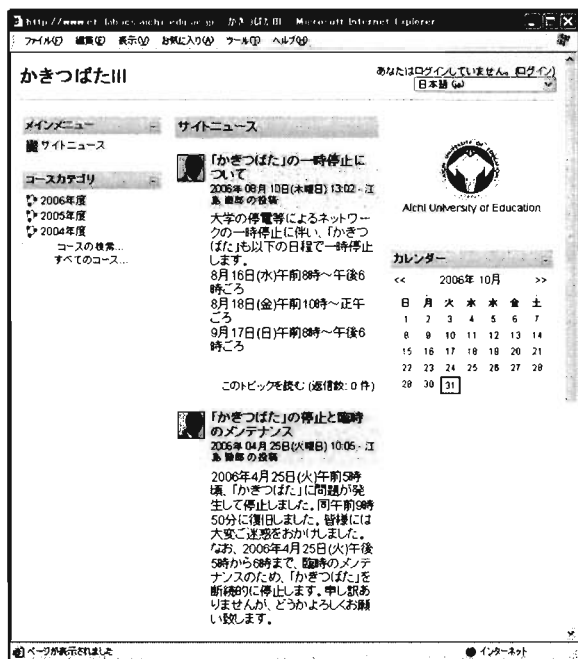 かきつばたIII - Microsoft Internet Explorer
ファイル(F) 編集(E) 表示(V) お気に入り(A) ツール(T) ヘルプ(H)
かきつばたIII
あなたはログインしていません。(ログイン)
日本語 (ja)
メインメニュー
サイトニュース
コースカテゴリ
2006年度
2005年度
2004年度
コースの検索...
すべてのコース...
サイトニュース
「かきつばた」の一時停止に
ついて
2006年 08月 10日(木曜日) 13:02 - 江
島 の投稿
大学の停電等によるネットワー
クの一時停止に伴い、「かきつ
ばた」も以下の日程で一時停止
します。
8月16日(水)午前8時～午後6
時ごろ
8月18日(金)午前10時～正午
ごろ
9月17日(日)午前8時～午後6
時ごろ
このトピックを読む (返信数: 0 件)
「かきつばた」の停止と臨時
のメンテナンス
2006年 04月 25日(火曜日) 10:05 - 江
島 の投稿
2006年4月25日(火)午前5時
頃、「かきつばた」に問題が発
生して停止しました。同午前9時
50分に復旧しました。皆様には
大変ご迷惑をおかけしました。
なお、2006年4月25日(火)午後
5時から6時まで、臨時のメンテ
ナンスのため、「かきつばた」を
断続的に停止します。申し訳あ
りませんが、どうかよろしくお願
い致します。
Aichi University of Education
カレンダー
<< 2006年 10月 >>
日 月 火 水 木 金 土
1 2 3 4 5 6 7
8 9 10 11 12 13 14
15 16 17 18 19 20 21
22 23 24 25 26 27 28
29 30 31
ページが表示されました
インターネット